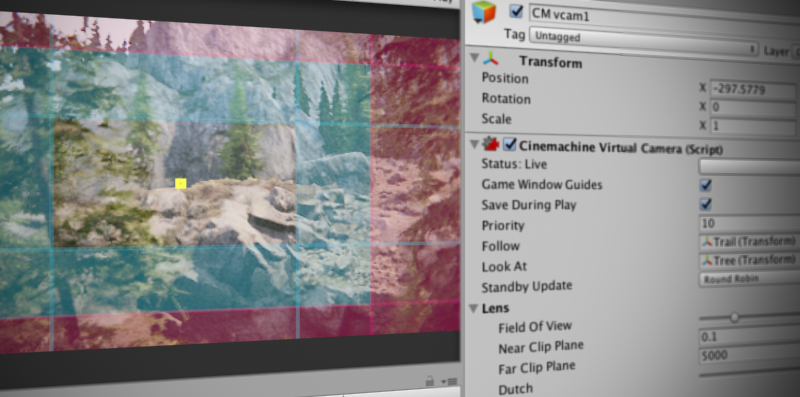 CM vcam1
Tag Untagged Layer
Transform
Position X -297.5779
Rotation X 0
Scale X 1
Cinemachine Virtual Camera (Script)
Status: Live
Game Window Guides
Save During Play
Priority 10
Follow Trail (Transform)
Look At Tree (Transform)
Standby Update Round Robin
Lens
Field Of View
Near Clip Plane 0.1
Far Clip Plane 5000
Dutch